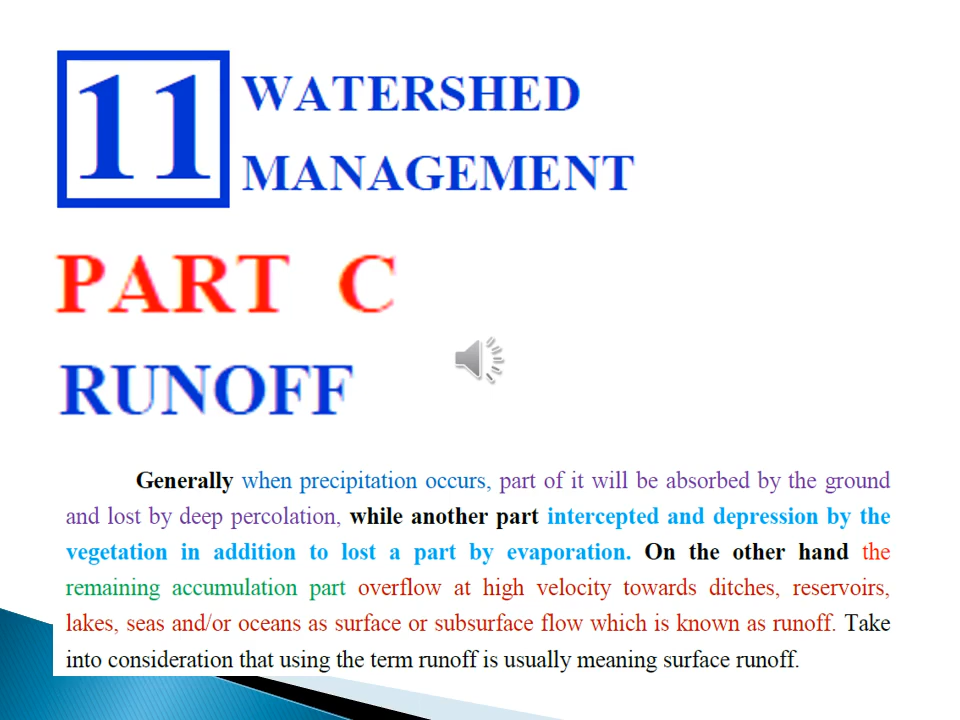 11 WATERSHED
MANAGEMENT
PART C
RUNOFF
Generally when precipitation occurs, part of it will be absorbed by the ground
and lost by deep percolation, while another part intercepted and depression by the
vegetation in addition to lost a part by evaporation. On the other hand the
remaining accumulation part overflow at high velocity towards ditches, reservoirs,
lakes, seas and/or oceans as surface or subsurface flow which is known as runoff. Take
into consideration that using the term runoff is usually meaning surface runoff.